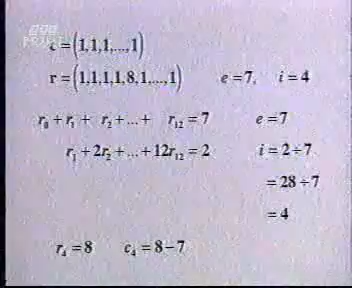 c = (1,1,1,...,1)
r = (1,1,1,1,8,1,...,1) e = 7, i = 4
r₀ + r₁ + r₂ + ... + r₁₂ = 7 e = 7
r₁ + 2r₂ + ... + 12r₁₂ = 2 i = 2 ÷ 7
= 28 ÷ 7
= 4
r₄ = 8 c₄ = 8 − 7